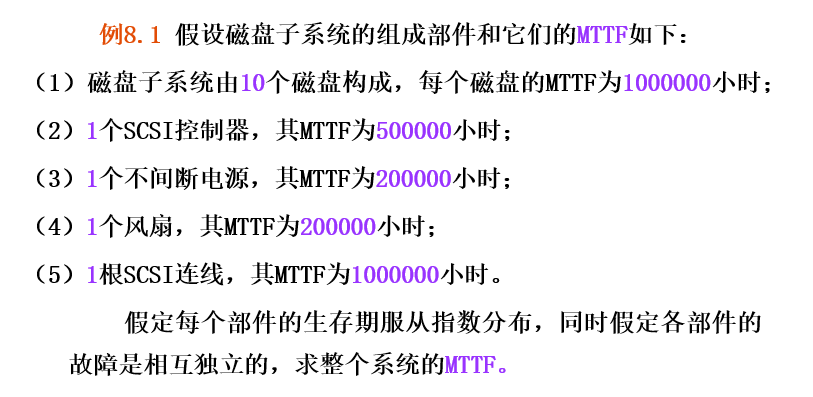 例8.1 假设磁盘子系统的组成部件和它们的MTTF如下：
（1）磁盘子系统由10个磁盘构成，每个磁盘的MTTF为1000000小时；
（2）1个SCSI控制器，其MTTF为500000小时；
（3）1个不间断电源，其MTTF为200000小时；
（4）1个风扇，其MTTF为200000小时；
（5）1根SCSI连线，其MTTF为1000000小时。
假定每个部件的生存期服从指数分布，同时假定各部件的
故障是相互独立的，求整个系统的MTTF。